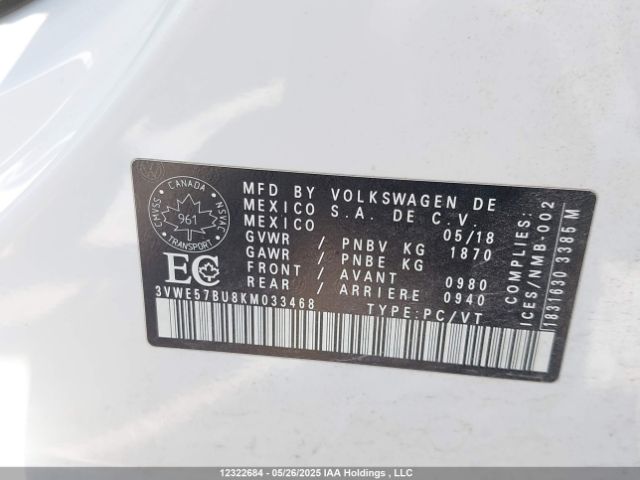 CANADA
CMVSS
961
NSVAC
TRANSPORT
EC
MFD BY VOLKSWAGEN DE
MEXICO S.A. DE C.V.
MEXICO 05/18
GVWR / PNBV KG 1870
GAWR / PNBE KG
FRONT / AVANT 0980
REAR / ARRIERE 0940
3VWE57BU8KM033468 TYPE:PC/VT
COMPLIES:
ICES/NMB-002
1831630 3385 M
12322684 - 05/26/2025 IAA Holdings , LLC